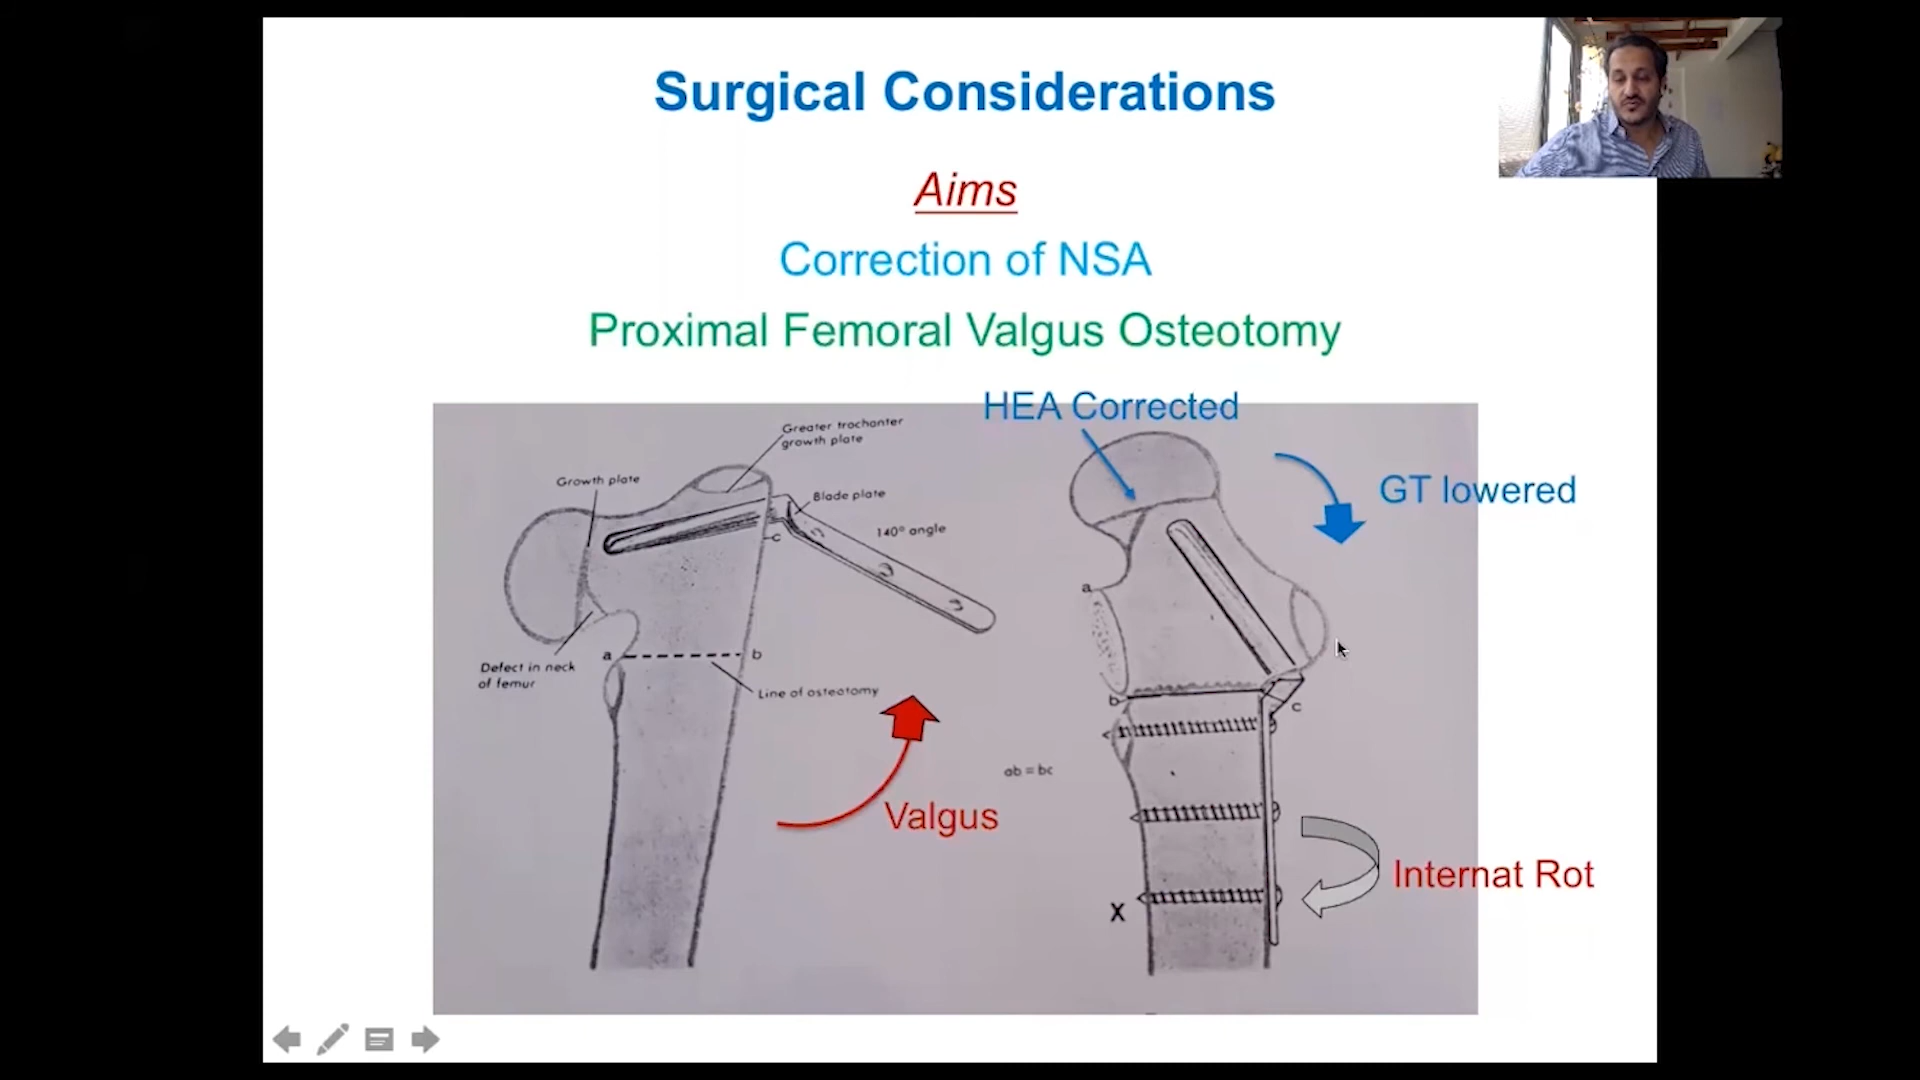 Surgical Considerations
Aims
Correction of NSA
Proximal Femoral Valgus Osteotomy
HEA Corrected
Greater trochanter
growth plate
Growth plate
Blade plate
140° angle
GT lowered
c
a
a
b
Defect in neck
of femur
Line of osteotomy
b
c
ab = bc
Valgus
Internat Rot
X